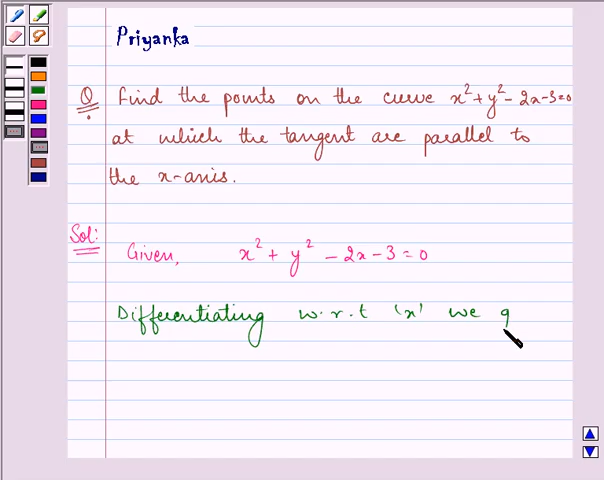 Priyanka
Q Find the points on the curve x²+y²-2x-3=0
at which the tangent are parallel to
the x-axis.
Sol:
Given, x²+y²-2x-3=0
Differentiating w.r.t 'x' we g